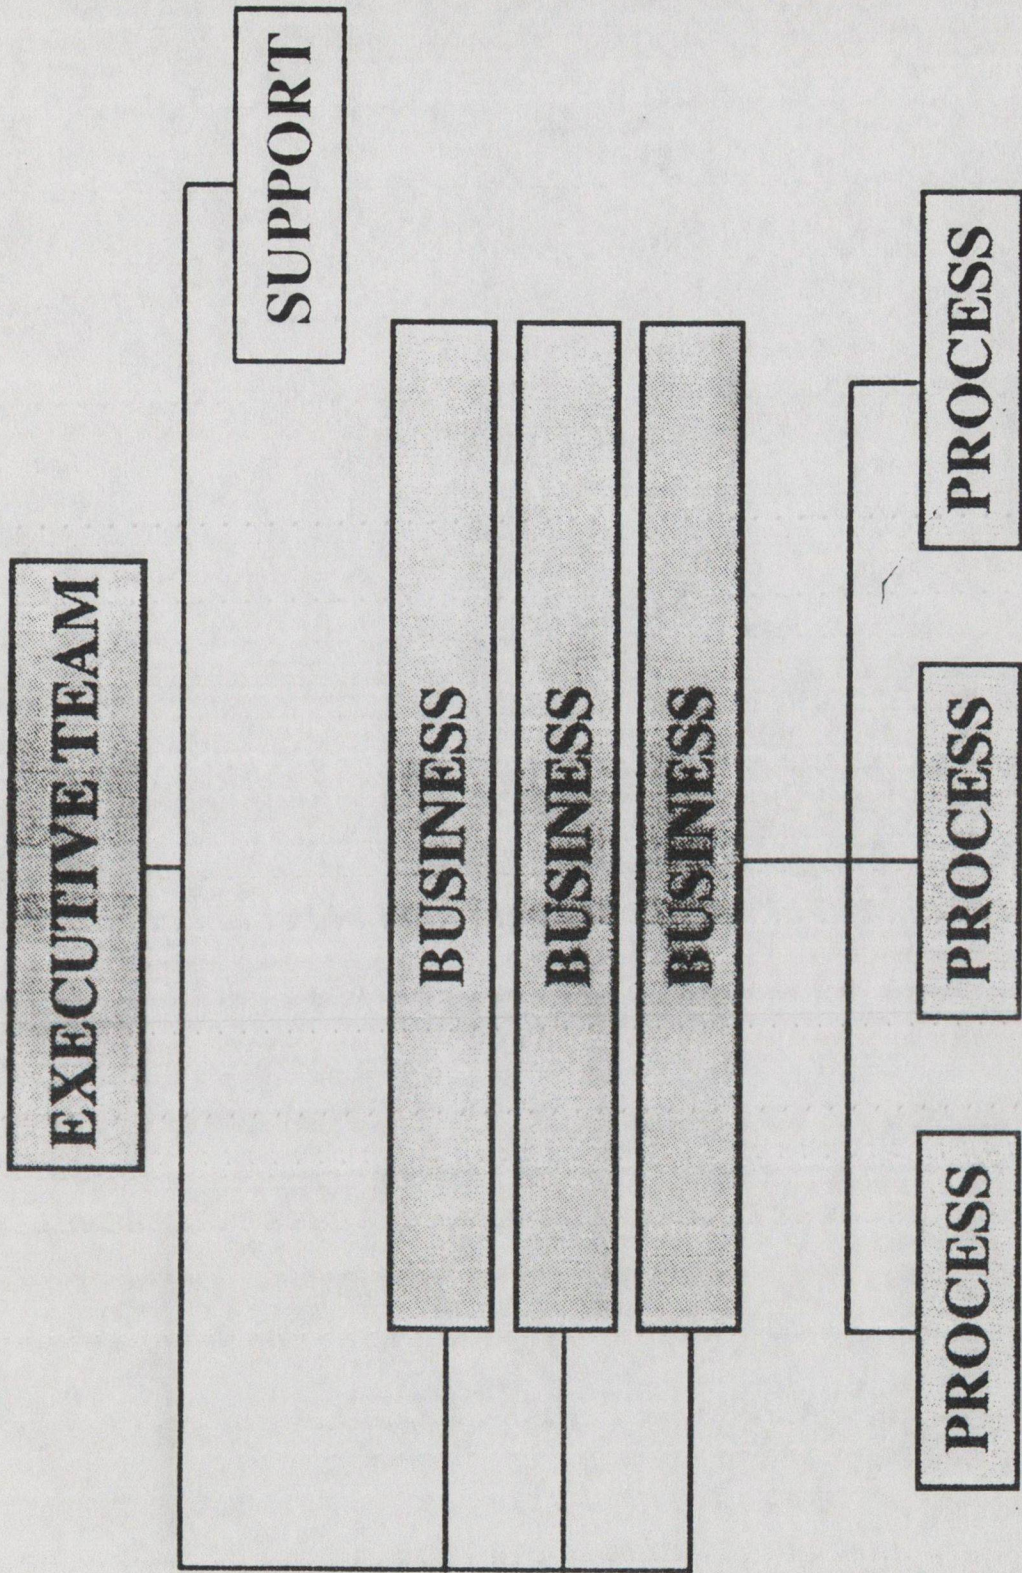 EXECUTIVE TEAM
SUPPORT
BUSINESS
BUSINESS
BUSINESS
PROCESS
PROCESS
PROCESS